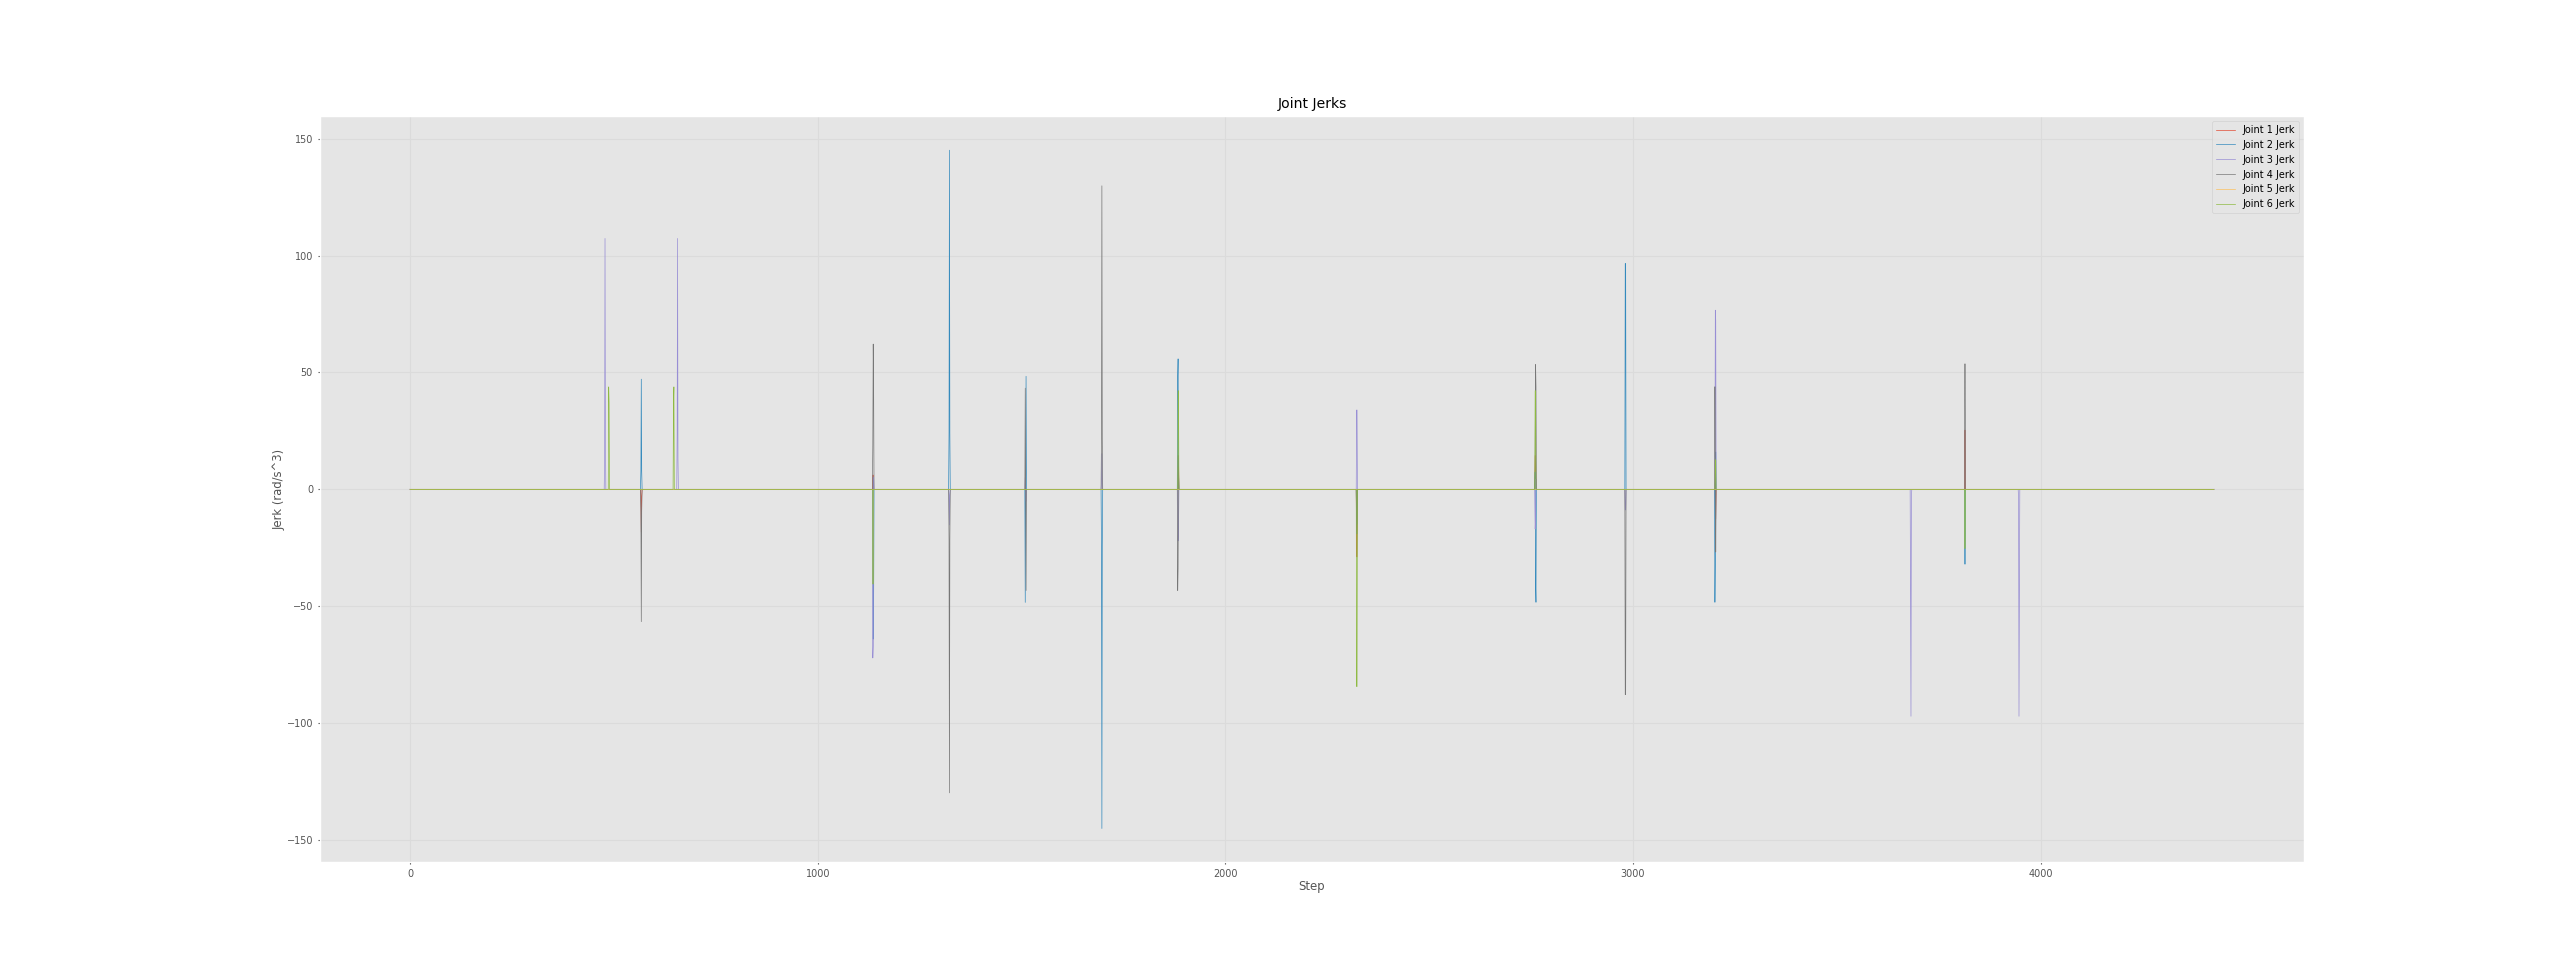 Joint Jerks
150
100
50
0
−50
−100
−150
Jerk (rad/s^3)
Joint 1 Jerk
Joint 2 Jerk
Joint 3 Jerk
Joint 4 Jerk
Joint 5 Jerk
Joint 6 Jerk
0 1000 2000 3000 4000
Step